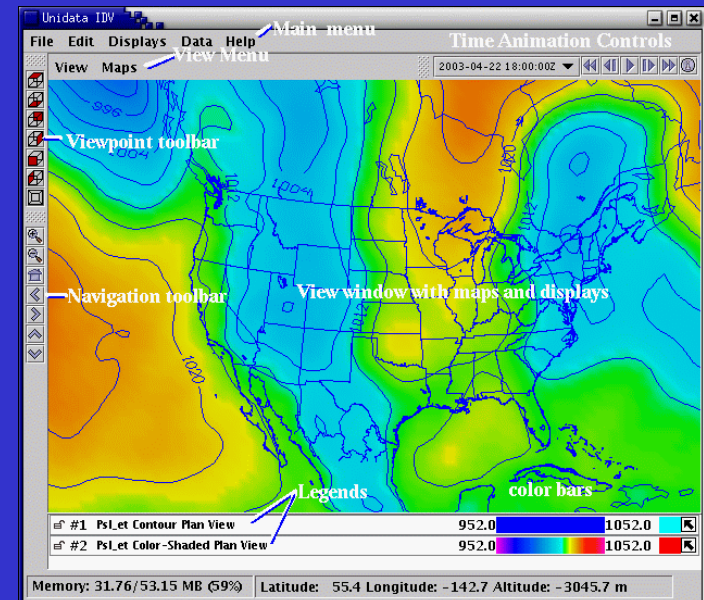 Unidata IDV
File Edit Displays Data Help
Main menu
Time Animation Controls
View Maps
View Menu
2003-04-22 18:00:00Z
996
1004
Viewpoint toolbar
1012
1004
1012
1020
1012
Navigation toolbar
View window with maps and displays
1012
1020
Legends
color bars
#1 Psl_et Contour Plan View 952.0 1052.0
#2 Psl_et Color-Shaded Plan View 952.0 1052.0
Memory: 31.76/53.15 MB (59%) Latitude: 55.4 Longitude: -142.7 Altitude: -3045.7 m